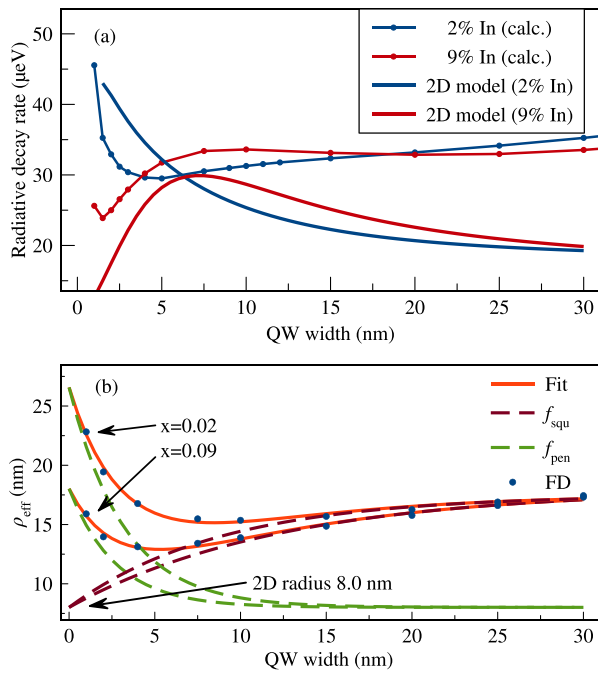 (a)
2% In (calc.)
9% In (calc.)
2D model (2% In)
2D model (9% In)
Radiative decay rate (μeV)
50
40
30
20
0 5 10 15 20 25 30
QW width (nm)
(b)
Fit
f_squ
f_pen
FD
x=0.02
x=0.09
2D radius 8.0 nm
ρ_eff (nm)
25
20
15
10
0 5 10 15 20 25 30
QW width (nm)